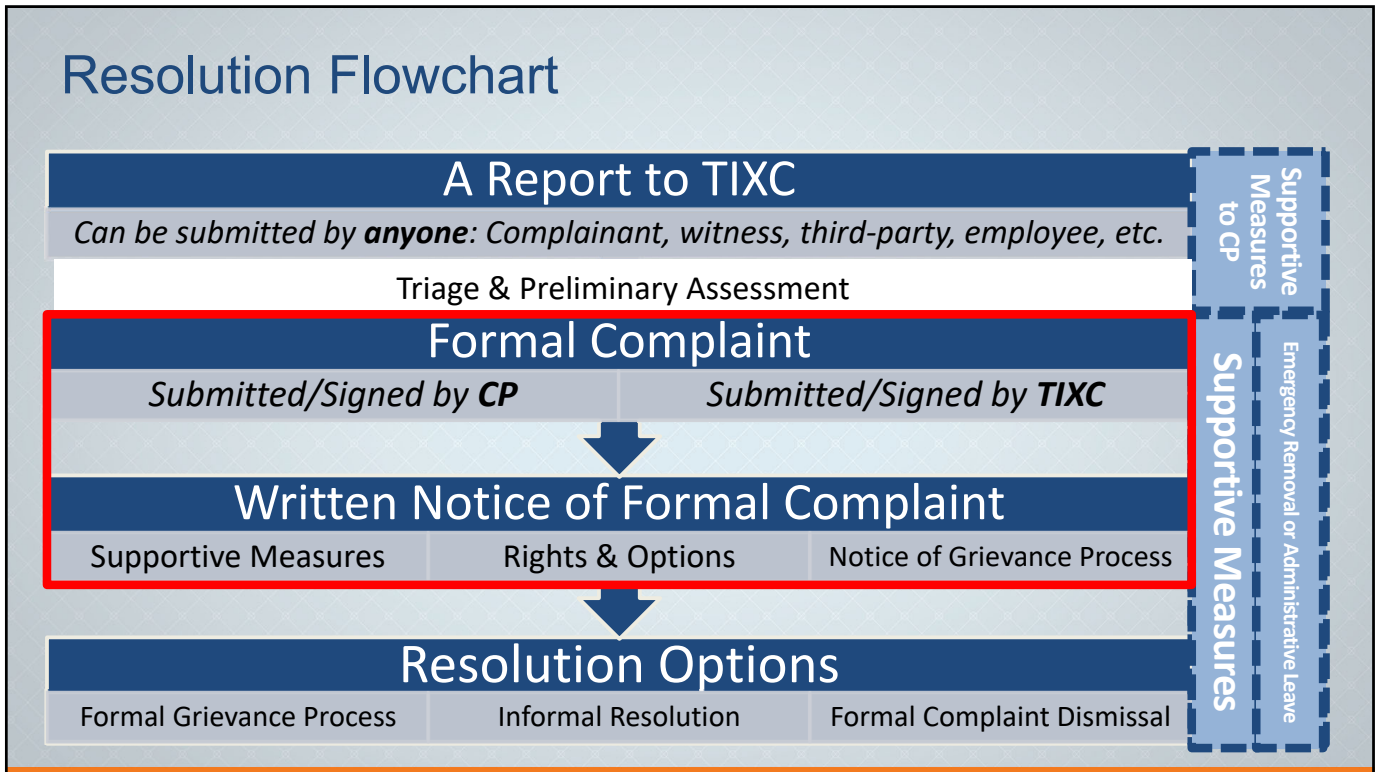 Resolution Flowchart
A Report to TIXC
Can be submitted by anyone: Complainant, witness, third-party, employee, etc.
Triage & Preliminary Assessment
Formal Complaint
Submitted/Signed by CP
Submitted/Signed by TIXC
Written Notice of Formal Complaint
Supportive Measures
Rights & Options
Notice of Grievance Process
Resolution Options
Formal Grievance Process
Informal Resolution
Formal Complaint Dismissal
Supportive
Measures
to CP
Supportive Measures
Emergency Removal or Administrative Leave